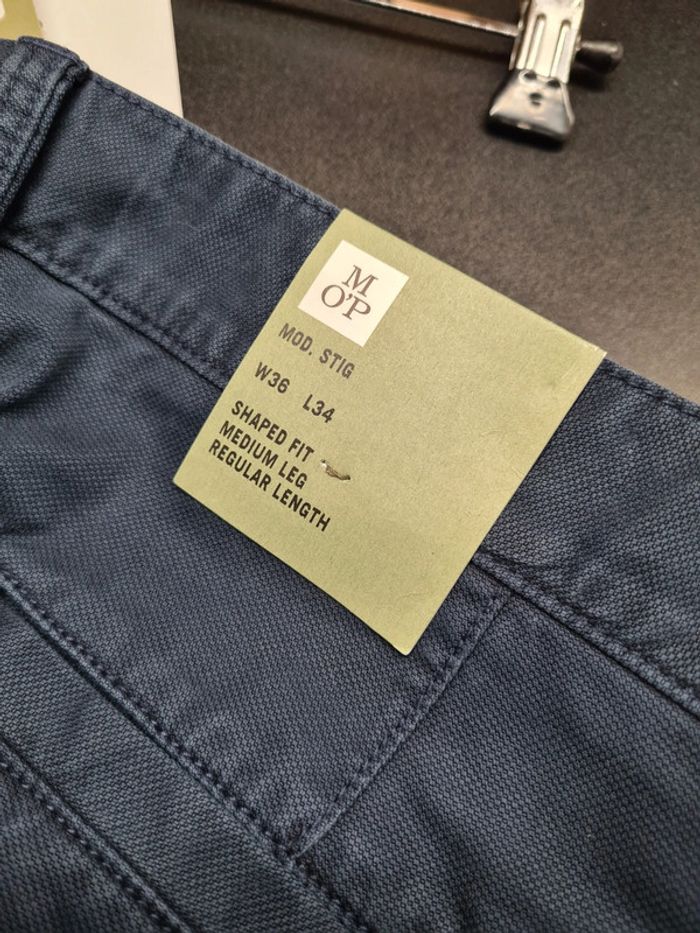 M
O'P
MOD. STIG
W36 L34
SHAPED FIT
MEDIUM LEG
REGULAR LENGTH